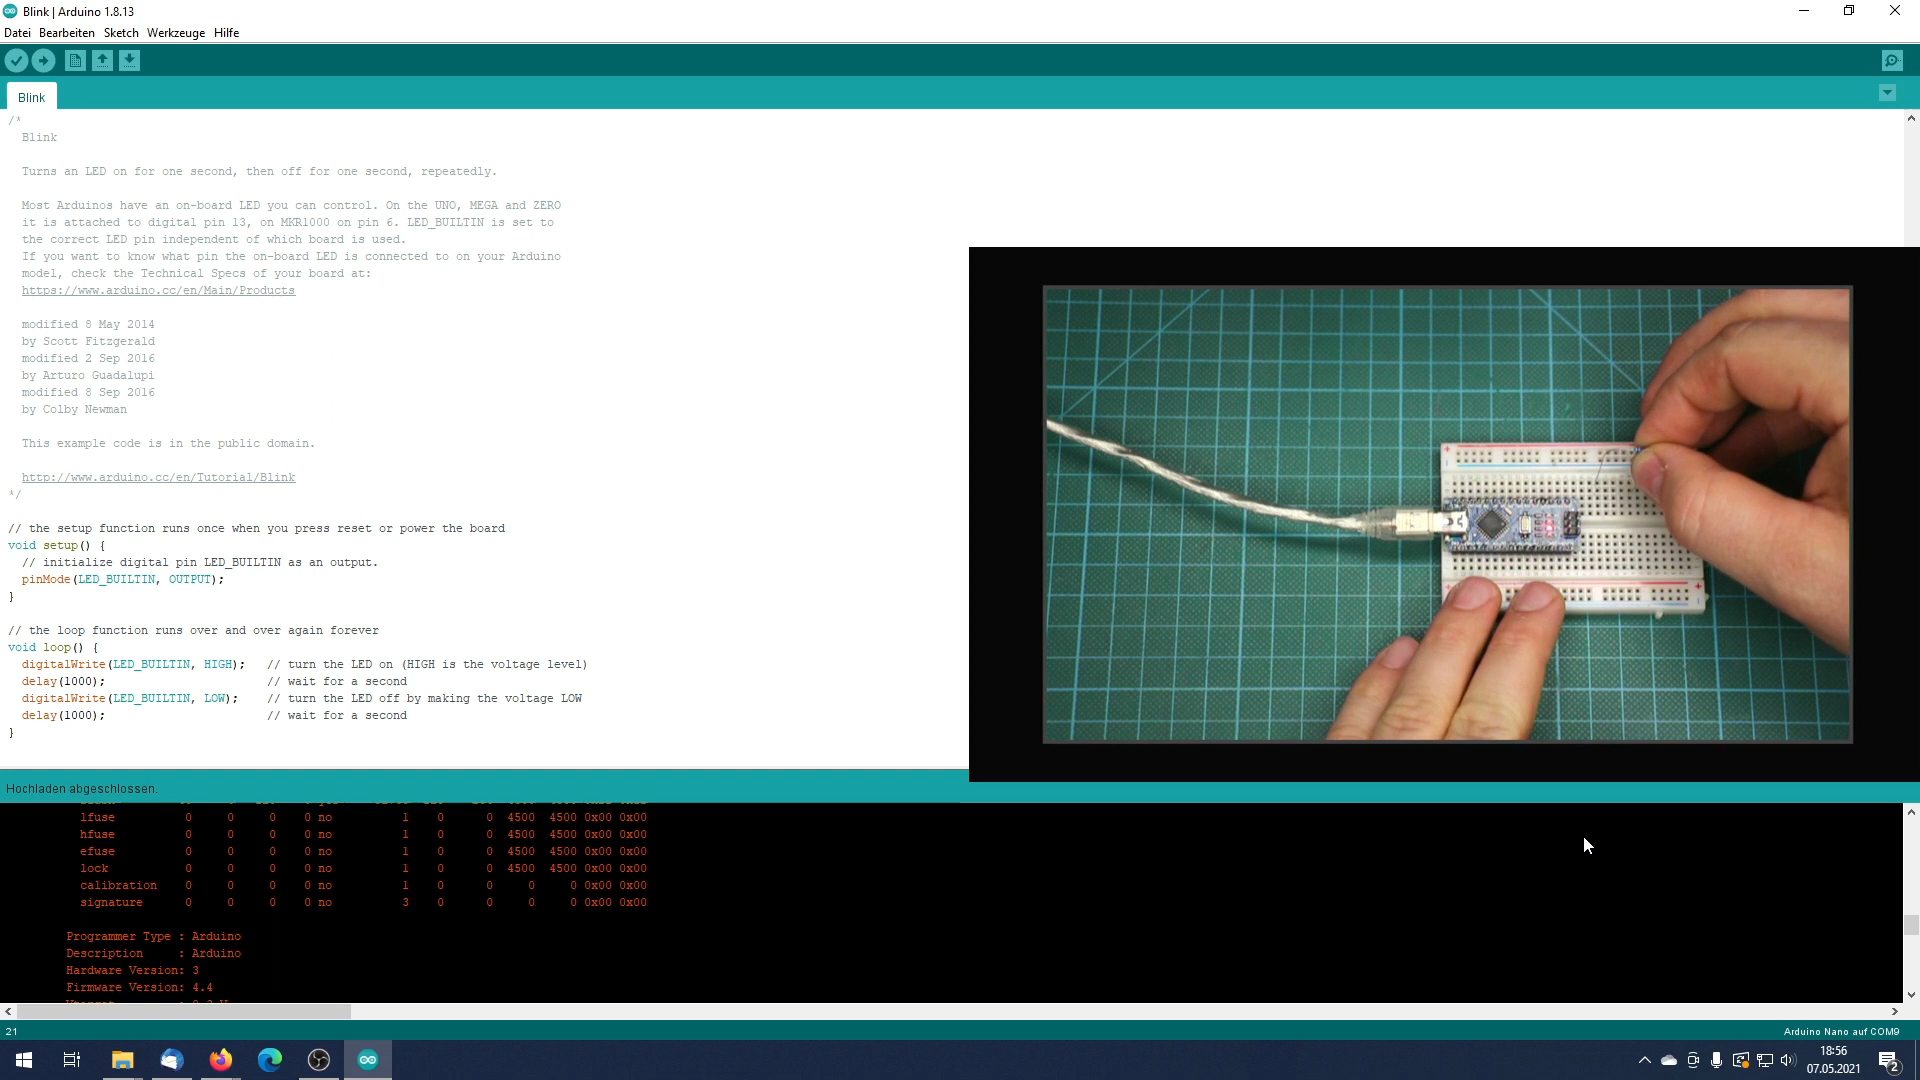 Blink | Arduino 1.8.13
Datei Bearbeiten Sketch Werkzeuge Hilfe
Blink
/*
Blink
Turns an LED on for one second, then off for one second, repeatedly.
Most Arduinos have an on-board LED you can control. On the UNO, MEGA and ZERO
it is attached to digital pin 13, on MKR1000 on pin 6. LED_BUILTIN is set to
the correct LED pin independent of which board is used.
If you want to know what pin the on-board LED is connected to on your Arduino
model, check the Technical Specs of your board at:
https://www.arduino.cc/en/Main/Products
modified 8 May 2014
by Scott Fitzgerald
modified 2 Sep 2016
by Arturo Guadalupi
modified 8 Sep 2016
by Colby Newman
This example code is in the public domain.
http://www.arduino.cc/en/Tutorial/Blink
*/
// the setup function runs once when you press reset or power the board
void setup() {
// initialize digital pin LED_BUILTIN as an output.
pinMode(LED_BUILTIN, OUTPUT);
}
// the loop function runs over and over again forever
void loop() {
digitalWrite(LED_BUILTIN, HIGH); // turn the LED on (HIGH is the voltage level)
delay(1000); // wait for a second
digitalWrite(LED_BUILTIN, LOW); // turn the LED off by making the voltage LOW
delay(1000); // wait for a second
}
Hochladen abgeschlossen.
lfuse 0 0 0 0 no 1 0 0 4500 4500 0x00 0x00
hfuse 0 0 0 0 no 1 0 0 4500 4500 0x00 0x00
efuse 0 0 0 0 no 1 0 0 4500 4500 0x00 0x00
lock 0 0 0 0 no 1 0 0 4500 4500 0x00 0x00
calibration 0 0 0 0 no 1 0 0 0 0 0x00 0x00
signature 0 0 0 0 no 3 0 0 0 0 0x00 0x00
Programmer Type : Arduino
Description : Arduino
Hardware Version: 3
Firmware Version: 4.4
21
Arduino Nano auf COM9
18:56
07.05.2021
2